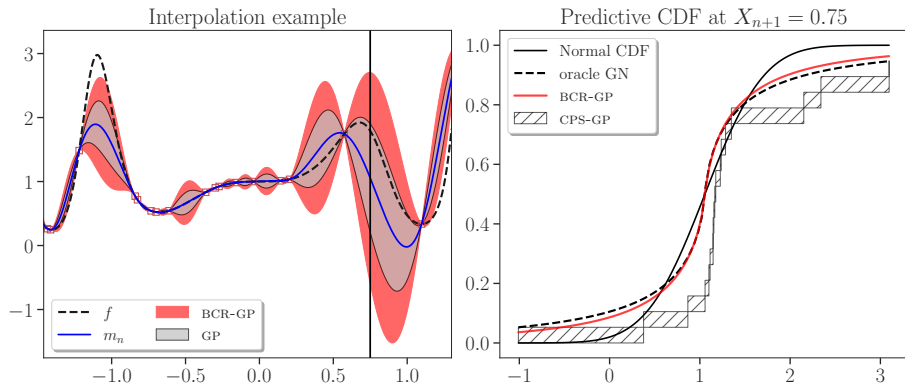 Interpolation example
3
2
1
0
−1
−1.0
−0.5
0.0
0.5
1.0
f
m_n
BCR-GP
GP
Predictive CDF at X_{n+1} = 0.75
1.0
0.8
0.6
0.4
0.2
0.0
−1
0
1
2
3
Normal CDF
oracle GN
BCR-GP
CPS-GP